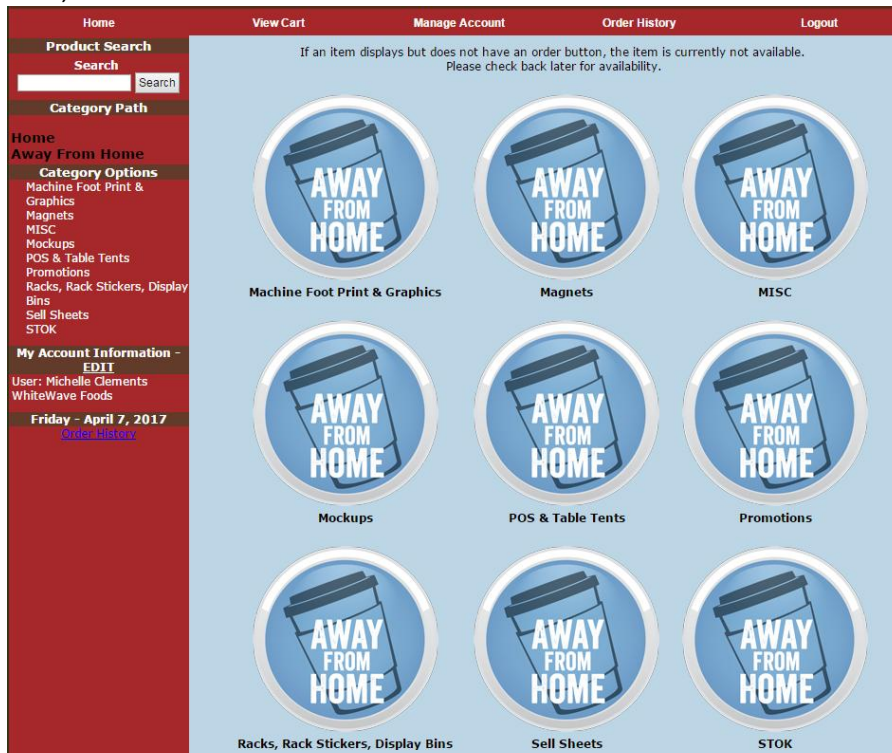 Home View Cart Manage Account Order History Logout
Product Search
Search
Search
Category Path
Home
Away From Home
Category Options
Machine Foot Print &
Graphics
Magnets
MISC
Mockups
POS & Table Tents
Promotions
Racks, Rack Stickers, Display
Bins
Sell Sheets
STOK
My Account Information -
EDIT
User: Michelle Clements
WhiteWave Foods
Friday - April 7, 2017
Order History
If an item displays but does not have an order button, the item is currently not available.
Please check back later for availability.
AWAY
FROM
HOME
AWAY
FROM
HOME
AWAY
FROM
HOME
Machine Foot Print & Graphics Magnets MISC
AWAY
FROM
HOME
AWAY
FROM
HOME
AWAY
FROM
HOME
Mockups POS & Table Tents Promotions
AWAY
FROM
HOME
AWAY
FROM
HOME
AWAY
FROM
HOME
Racks, Rack Stickers, Display Bins Sell Sheets STOK